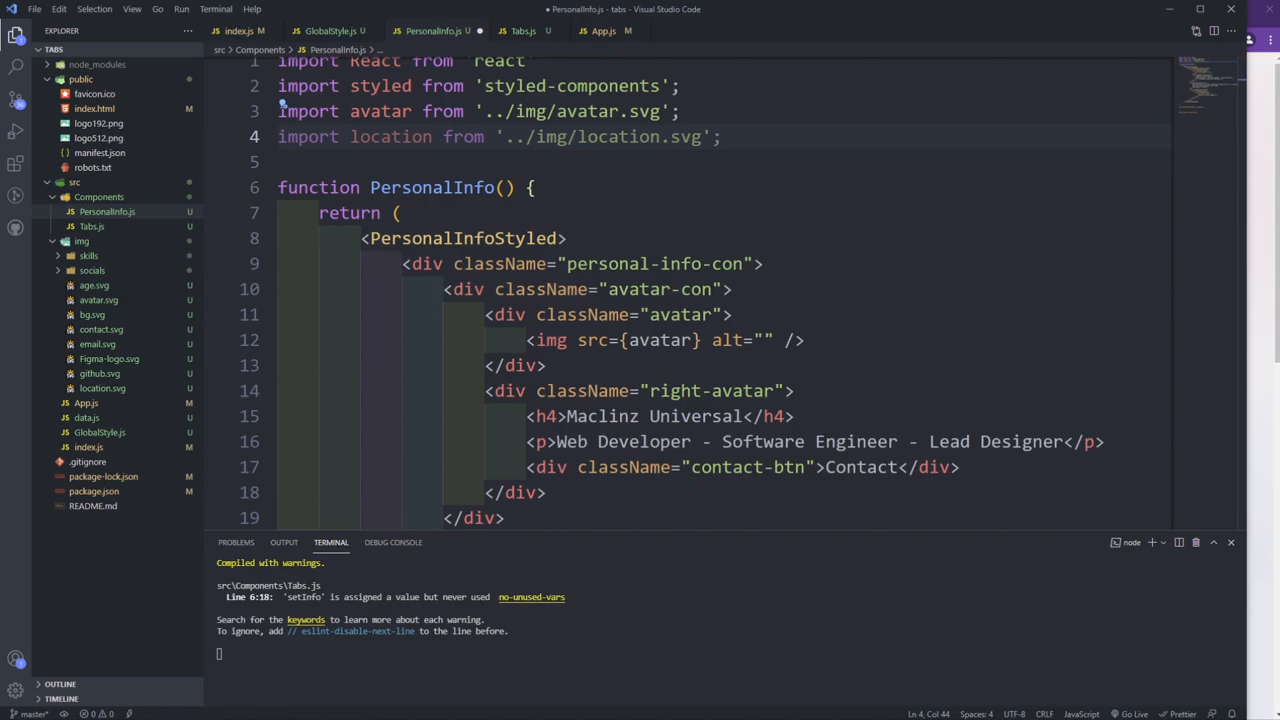 File Edit Selection View Go Run Terminal Help
● PersonalInfo.js - tabs - Visual Studio Code
EXPLORER
index.js M
GlobalStyle.js U
PersonalInfo.js U ●
Tabs.js U
App.js M
TABS
src > Components > PersonalInfo.js > ...
node_modules
public
favicon.ico U
index.html M
logo192.png U
logo512.png U
manifest.json U
robots.txt U
src
Components
PersonalInfo.js U
Tabs.js U
img
skills
socials
age.svg U
avatar.svg U
bg.svg U
contact.svg U
email.svg U
Figma-logo.svg U
github.svg U
location.svg U
App.js M
data.js U
GlobalStyle.js U
index.js M
.gitignore
package-lock.json M
package.json M
README.md
OUTLINE
TIMELINE
1 import React from 'react'
2 import styled from 'styled-components';
3 import avatar from '../img/avatar.svg';
4 import location from '../img/location.svg';
5
6 function PersonalInfo() {
7 return (
8 <PersonalInfoStyled>
9 <div className="personal-info-con">
10 <div className="avatar-con">
11 <div className="avatar">
12 <img src={avatar} alt="" />
13 </div>
14 <div className="right-avatar">
15 <h4>Maclinz Universal</h4>
16 <p>Web Developer - Software Engineer - Lead Designer</p>
17 <div className="contact-btn">Contact</div>
18 </div>
19 </div>
PROBLEMS OUTPUT TERMINAL DEBUG CONSOLE
node
Compiled with warnings.
src\Components\Tabs.js
Line 6:18: 'setInfo' is assigned a value but never used no-unused-vars
Search for the keywords to learn more about each warning.
To ignore, add // eslint-disable-next-line to the line before.
master* 0 0 Ln 4, Col 44 Spaces: 4 UTF-8 CRLF JavaScript Go Live Prettier